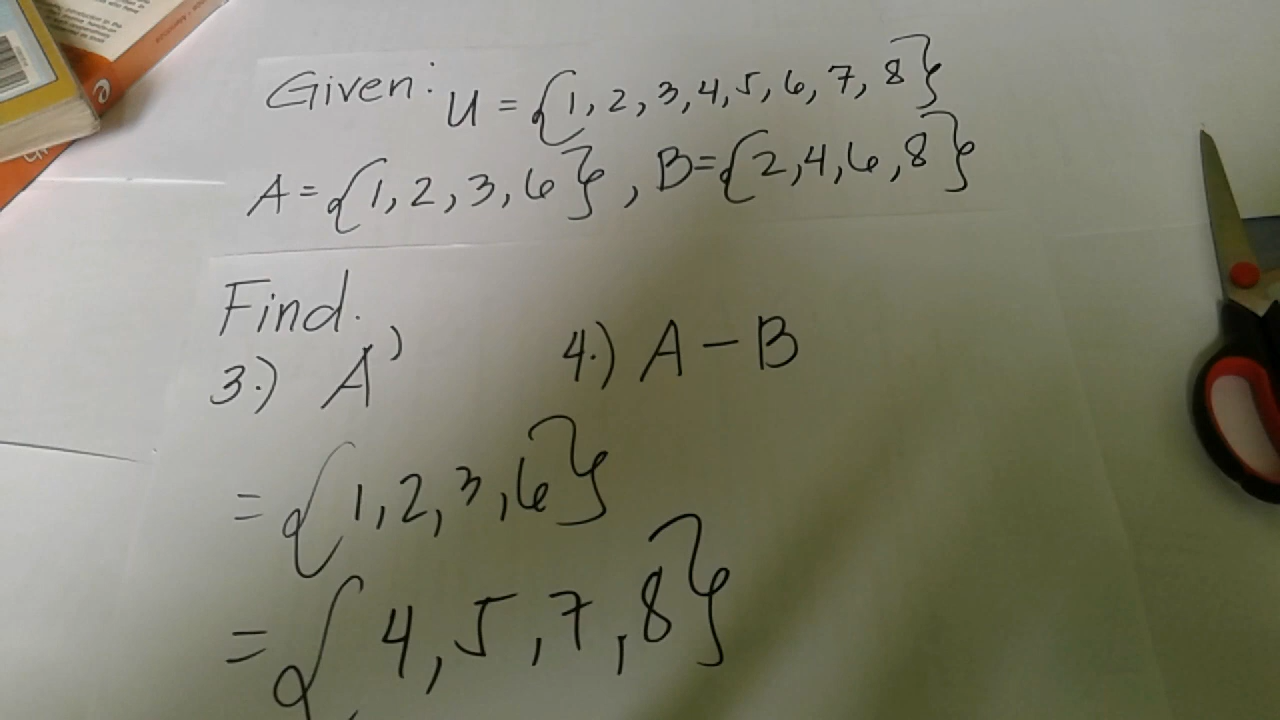 Given: U = {1, 2, 3, 4, 5, 6, 7, 8}
A = {1, 2, 3, 6}, B = {2, 4, 6, 8}
Find.
3.) A' 4.) A - B
= {1, 2, 3, 6}
= {4, 5, 7, 8}